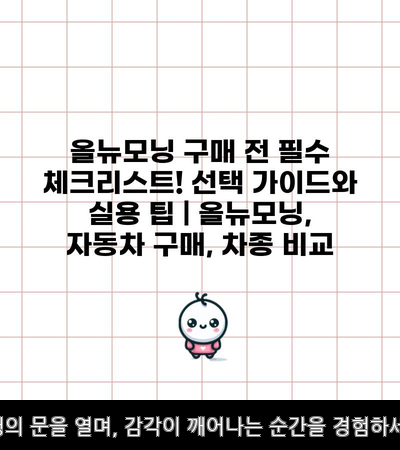 올뉴모닝 구매 전 필수
체크리스트! 선택 가이드와
실용 팁 | 올뉴모닝,
자동차 구매, 차종 비교
문을 열며, 감각이 깨어나는 순간을 경험하세